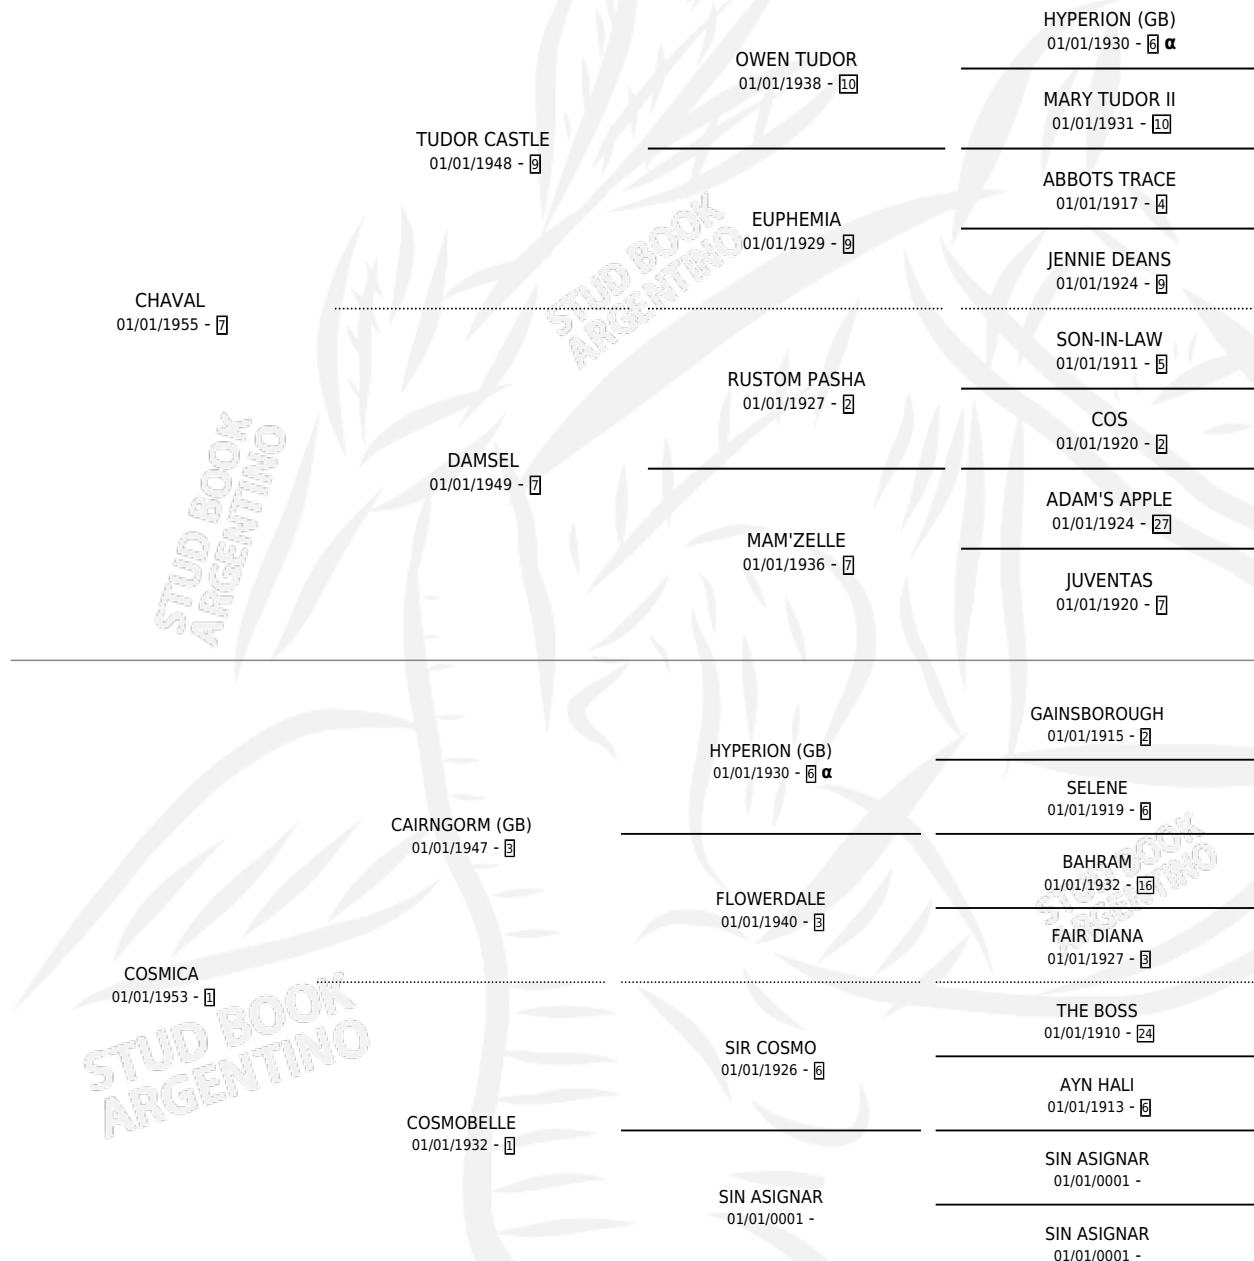 HYPERION (GB)
01/01/1930 - 6 α
OWEN TUDOR
01/01/1938 - 10
MARY TUDOR II
01/01/1931 - 10
TUDOR CASTLE
01/01/1948 - 9
ABBOTS TRACE
01/01/1917 - 4
EUPHEMIA
01/01/1929 - 9
JENNIE DEANS
01/01/1924 - 9
CHAVAL
01/01/1955 - 7
SON-IN-LAW
01/01/1911 - 5
RUSTOM PASHA
01/01/1927 - 2
COS
01/01/1920 - 2
DAMSEL
01/01/1949 - 7
ADAM'S APPLE
01/01/1924 - 27
MAM'ZELLE
01/01/1936 - 7
JUVENTAS
01/01/1920 - 7
GAINSBOROUGH
01/01/1915 - 2
HYPERION (GB)
01/01/1930 - 6 α
SELENE
01/01/1919 - 6
CAIRNGORM (GB)
01/01/1947 - 3
BAHRAM
01/01/1932 - 16
FLOWERDALE
01/01/1940 - 3
FAIR DIANA
01/01/1927 - 3
COSMICA
01/01/1953 - 1
THE BOSS
01/01/1910 - 24
SIR COSMO
01/01/1926 - 6
AYN HALI
01/01/1913 - 6
COSMOBELLE
01/01/1932 - 1
SIN ASIGNAR
01/01/0001 -
SIN ASIGNAR
01/01/0001 -
SIN ASIGNAR
01/01/0001 -
STUD BOOK
ARGENTINO
STUD BOOK
ARGENTINO
STUD BOOK
ARGENTINO
STUD BOOK
ARGENTINO